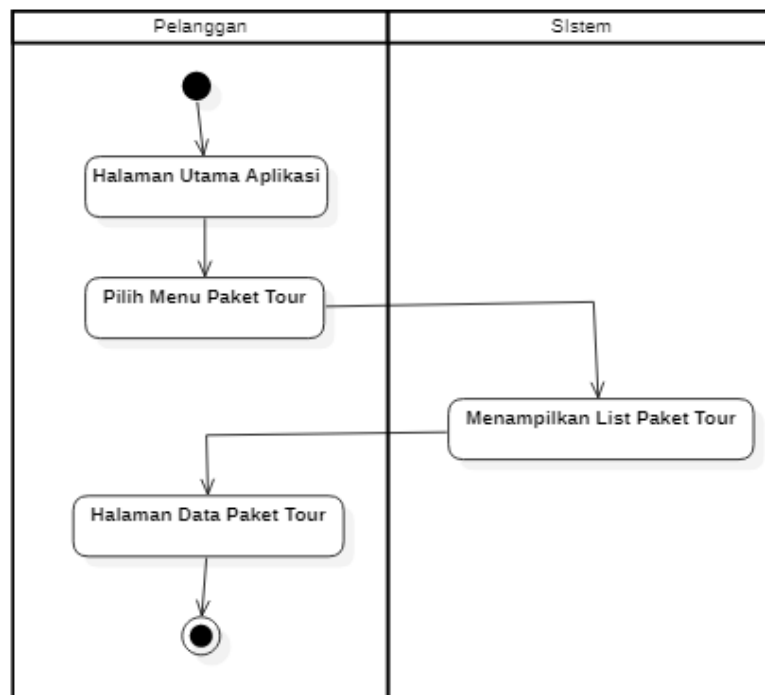 Pelanggan
SIstem
Halaman Utama Aplikasi
Pilih Menu Paket Tour
Menampilkan List Paket Tour
Halaman Data Paket Tour